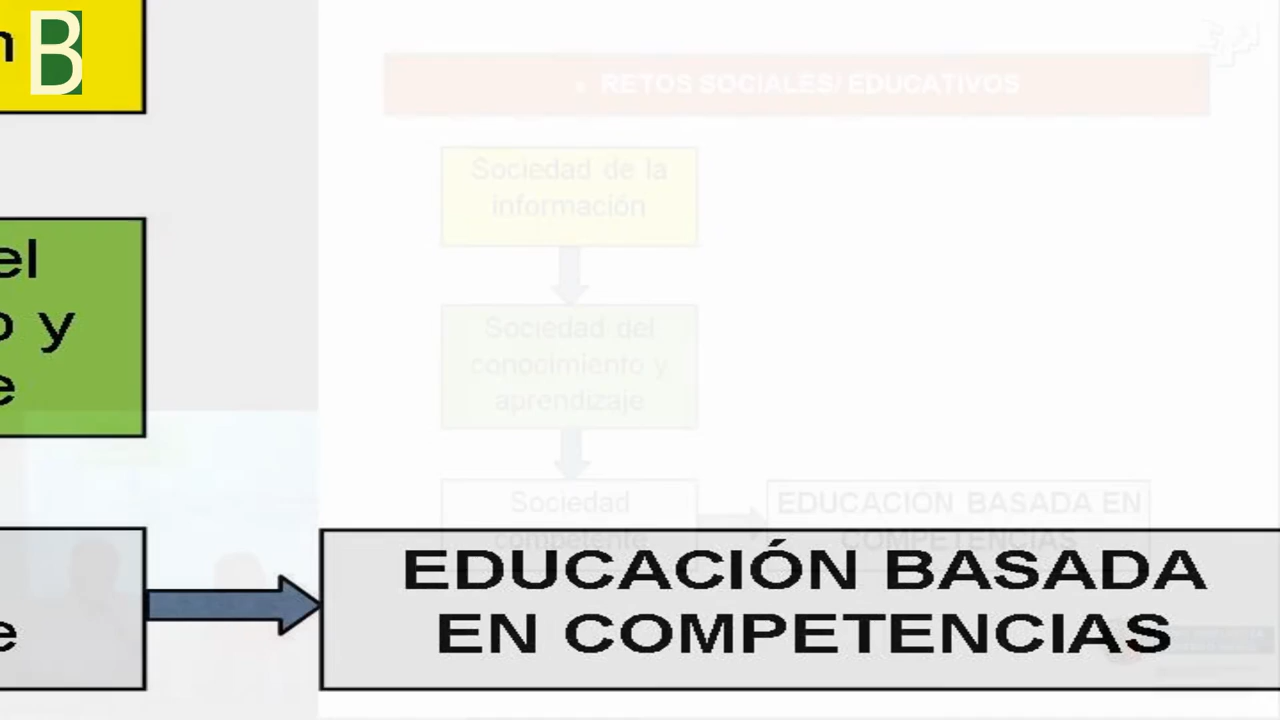 n
B
RETOS SOCIALES/ EDUCATIVOS
Sociedad de la
información
el
o y
e
Sociedad del
conocimiento y
aprendizaje
Sociedad
competente
EDUCACIÓN BASADA EN
COMPETENCIAS
e
EDUCACIÓN BASADA
EN COMPETENCIAS